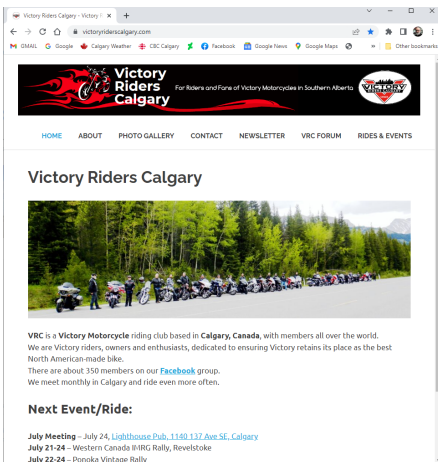 Victory Riders Calgary - Victory R
victoryriderscalgary.com
GMAIL Google Calgary Weather CBC Calgary Facebook Google News Google Maps » Other bookmarks
Victory
Riders
Calgary
For Riders and Fans of Victory Motorcycles in Southern Alberta
VICTORY
HOME ABOUT PHOTO GALLERY CONTACT NEWSLETTER VRC FORUM RIDES & EVENTS
Victory Riders Calgary
VRC is a Victory Motorcycle riding club based in Calgary, Canada, with members all over the world.
We are Victory riders, owners and enthusiasts, dedicated to ensuring Victory retains its place as the best
North American-made bike.
There are about 350 members on our Facebook group.
We meet monthly in Calgary and ride even more often.
Next Event/Ride:
July Meeting – July 24, Lighthouse Pub, 1140 137 Ave SE, Calgary
July 21-24 – Western Canada IMRG Rally, Revelstoke
July 22-24 – Ponoka Vintage Rally